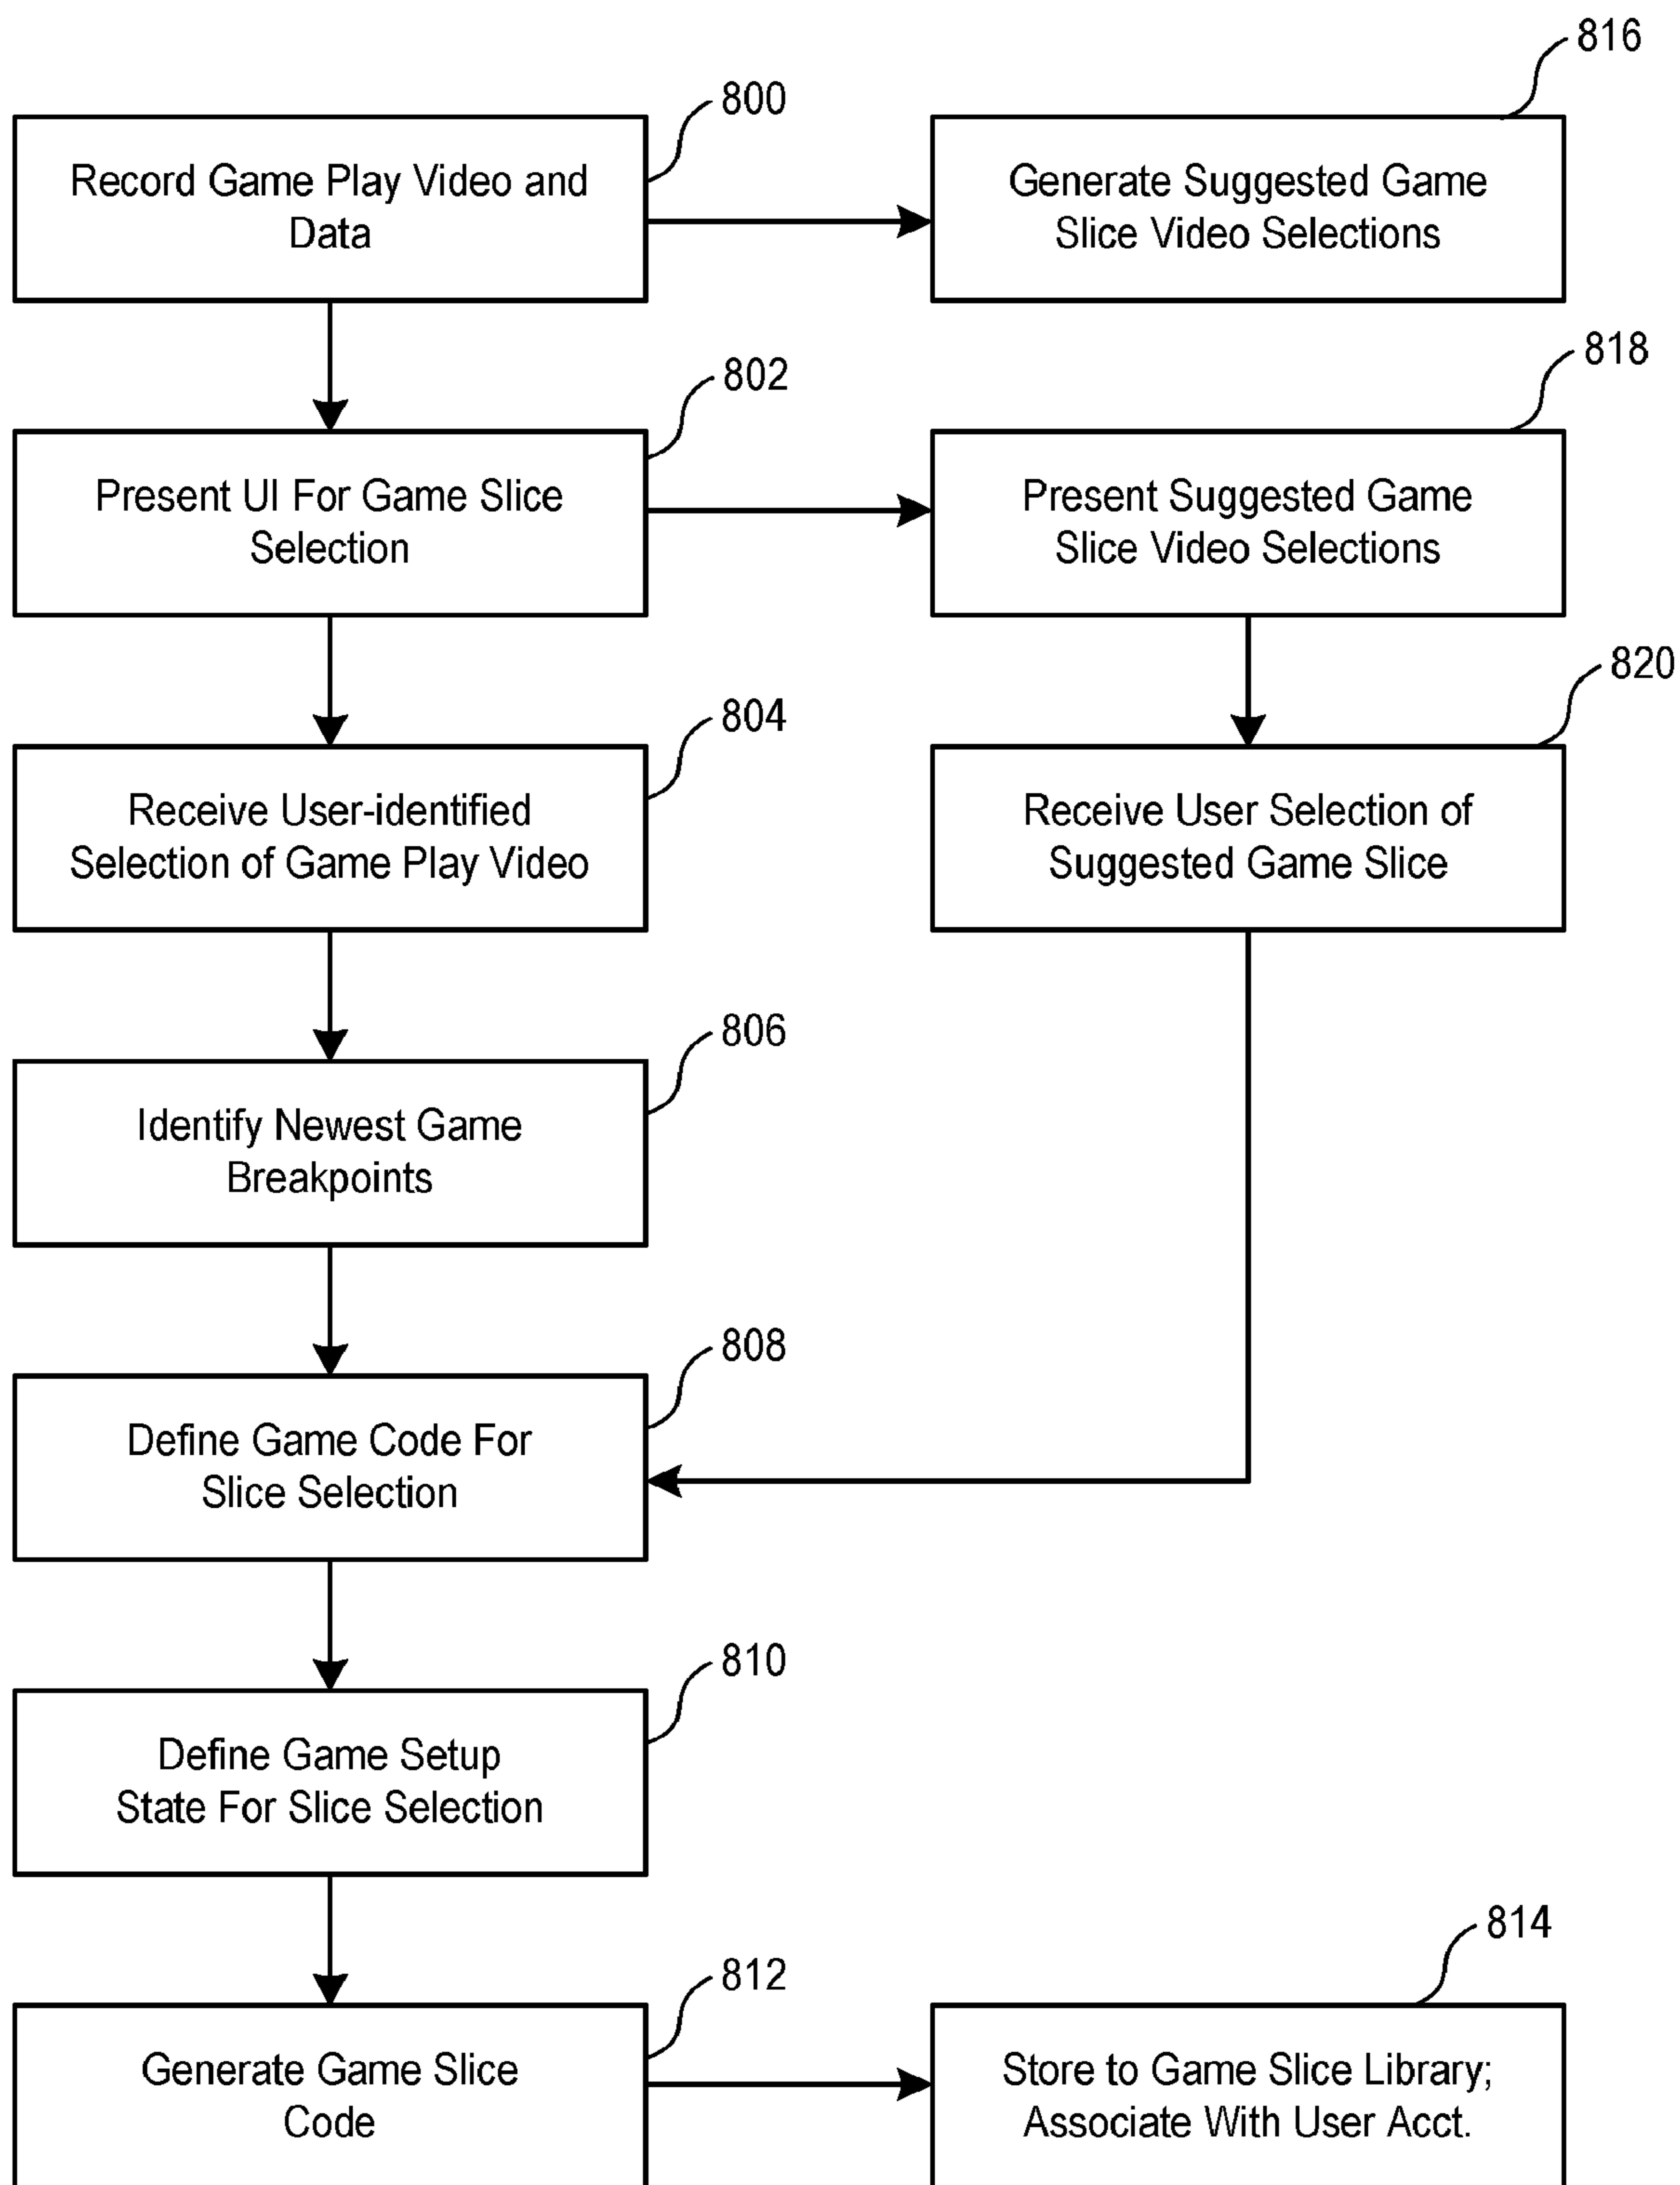 816
800
Record Game Play Video and
Data
Generate Suggested Game
Slice Video Selections
818
802
Present UI For Game Slice
Selection
Present Suggested Game
Slice Video Selections
820
804
Receive User-identified
Selection of Game Play Video
Receive User Selection of
Suggested Game Slice
806
Identify Newest Game
Breakpoints
808
Define Game Code For
Slice Selection
810
Define Game Setup
State For Slice Selection
814
812
Generate Game Slice
Code
Store to Game Slice Library;
Associate With User Acct.